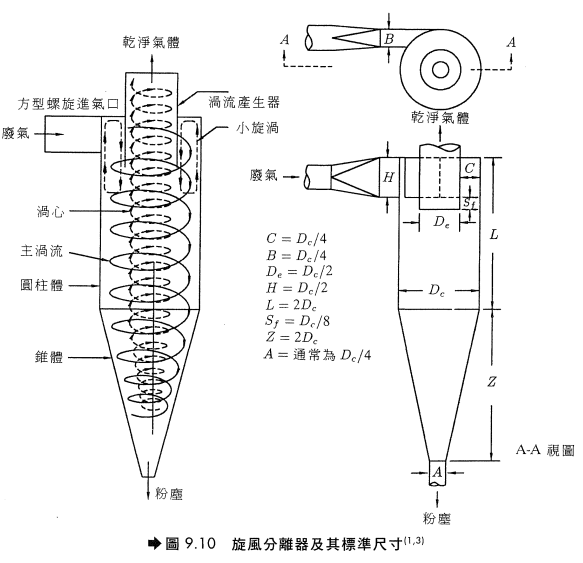 乾淨氣體
方型螺旋進氣口
渦流產生器
廢氣
小旋渦
渦心
主渦流
圓柱體
錐體
粉塵
A
B
A
乾淨氣體
廢氣
H
C
S_f
D_e
L
D_c
C = D_c/4
B = D_c/4
D_e = D_c/2
H = D_c/2
L = 2D_c
S_f = D_c/8
Z = 2D_c
A = 通常為 D_c/4
Z
A-A 視圖
A
粉塵
➡圖 9.10 旋風分離器及其標準尺寸(1,3)